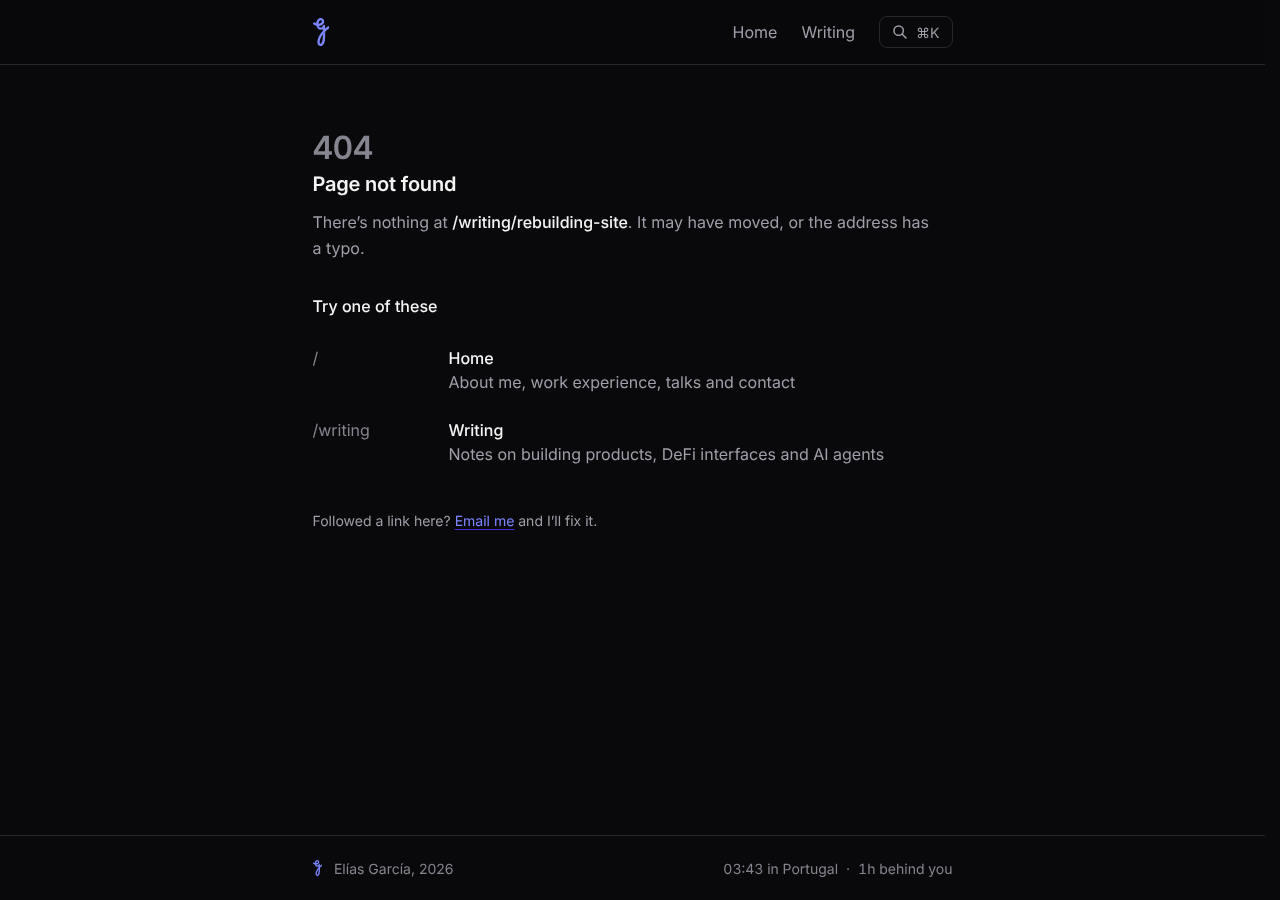 Home
Writing
⌘K
404
Page not found
There’s nothing at /writing/rebuilding-site. It may have moved, or the address has
a typo.
Try one of these
/
Home
About me, work experience, talks and contact
/writing
Writing
Notes on building products, DeFi interfaces and AI agents
Followed a link here? Email me and I’ll fix it.
Elías García, 2026
03:43 in Portugal · 1h behind you